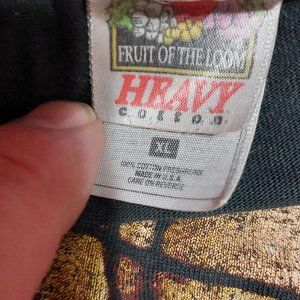 FRUIT OF THE LOOM
HEAVY
COTTON
XL
100% COTTON PRESHRUNK
MADE IN U.S.A
CARE ON REVERSE